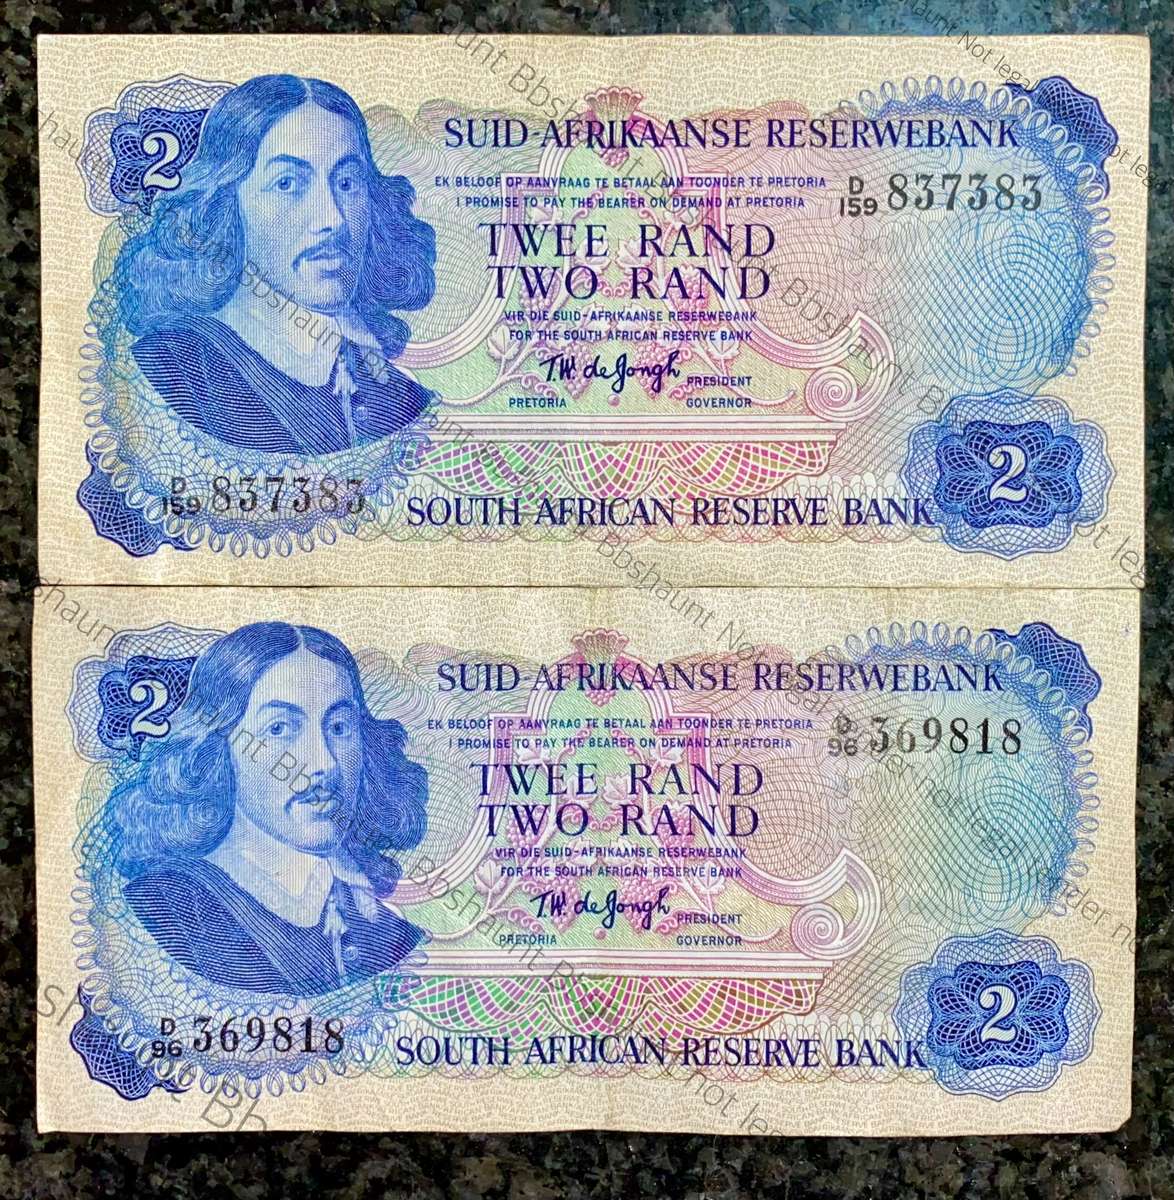 2
SUID-AFRIKAANSE RESERWEBANK
EK BELOOF OP AANVRAAG TE BETAAL AAN TOONDER TE PRETORIA
I PROMISE TO PAY THE BEARER ON DEMAND AT PRETORIA
D
159 837383
TWEE RAND
TWO RAND
VIR DIE SUID-AFRIKAANSE RESERWEBANK
FOR THE SOUTH AFRICAN RESERVE BANK
T.W. de Jongh
PRESIDENT
PRETORIA GOVERNOR
2
D
159 837383
SOUTH AFRICAN RESERVE BANK
2
SUID-AFRIKAANSE RESERWEBANK
EK BELOOF OP AANVRAAG TE BETAAL AAN TOONDER TE PRETORIA
I PROMISE TO PAY THE BEARER ON DEMAND AT PRETORIA
D
96 369818
TWEE RAND
TWO RAND
VIR DIE SUID-AFRIKAANSE RESERWEBANK
FOR THE SOUTH AFRICAN RESERVE BANK
T.W. de Jongh
PRESIDENT
PRETORIA GOVERNOR
2
D
96 369818
SOUTH AFRICAN RESERVE BANK